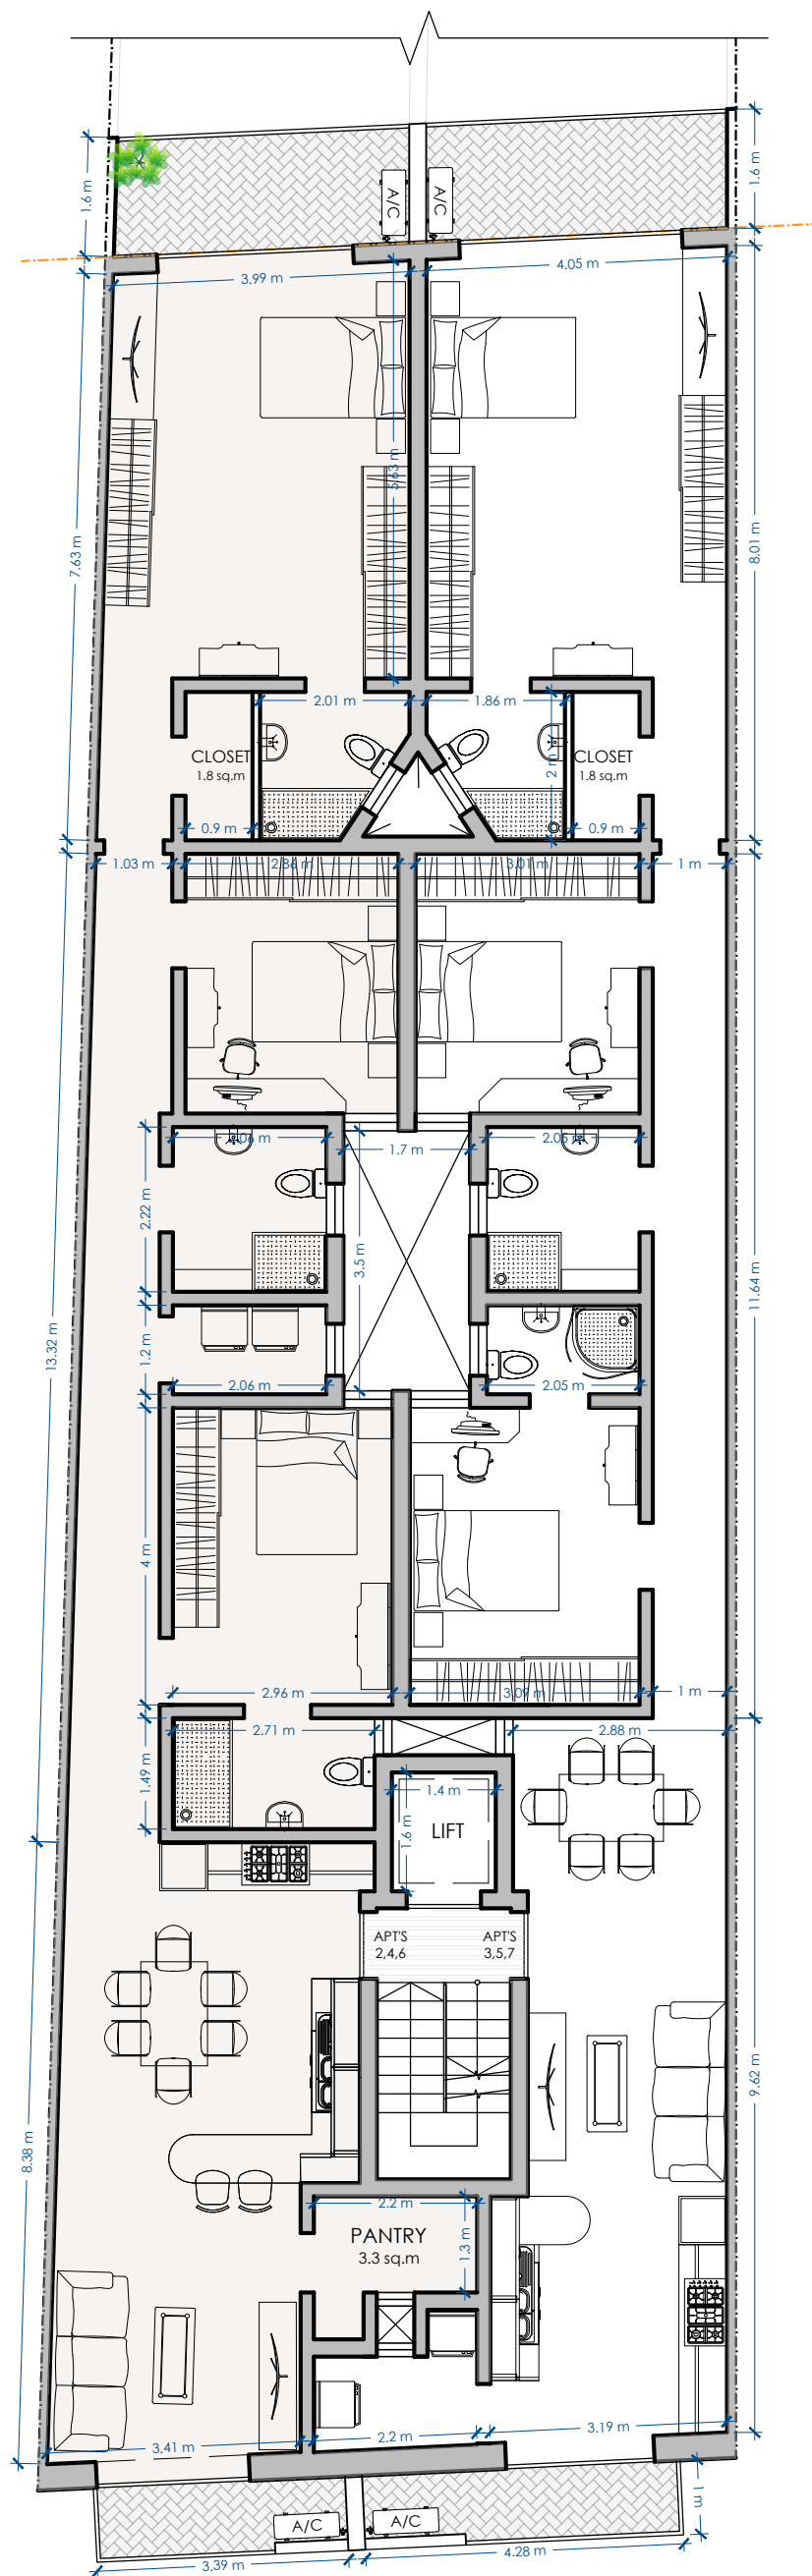 1.6 m
A/C
A/C
1.6 m
3.99 m
4.05 m
5.63 m
7.63 m
8.01 m
2.01 m
1.86 m
CLOSET
1.8 sq.m
2 m
CLOSET
1.8 sq.m
0.9 m
0.9 m
1.03 m
2.86 m
3.01 m
1 m
2.06 m
1.7 m
2.05 m
2.22 m
3.5 m
11.64 m
13.32 m
1.2 m
2.06 m
2.05 m
4 m
2.96 m
3.09 m
1 m
2.71 m
2.88 m
1.49 m
1.4 m
1.6 m
LIFT
APT'S
2,4,6
APT'S
3,5,7
9.62 m
8.38 m
2.2 m
PANTRY
3.3 sq.m
1.3 m
3.41 m
2.2 m
3.19 m
1 m
A/C
A/C
3.39 m
4.28 m